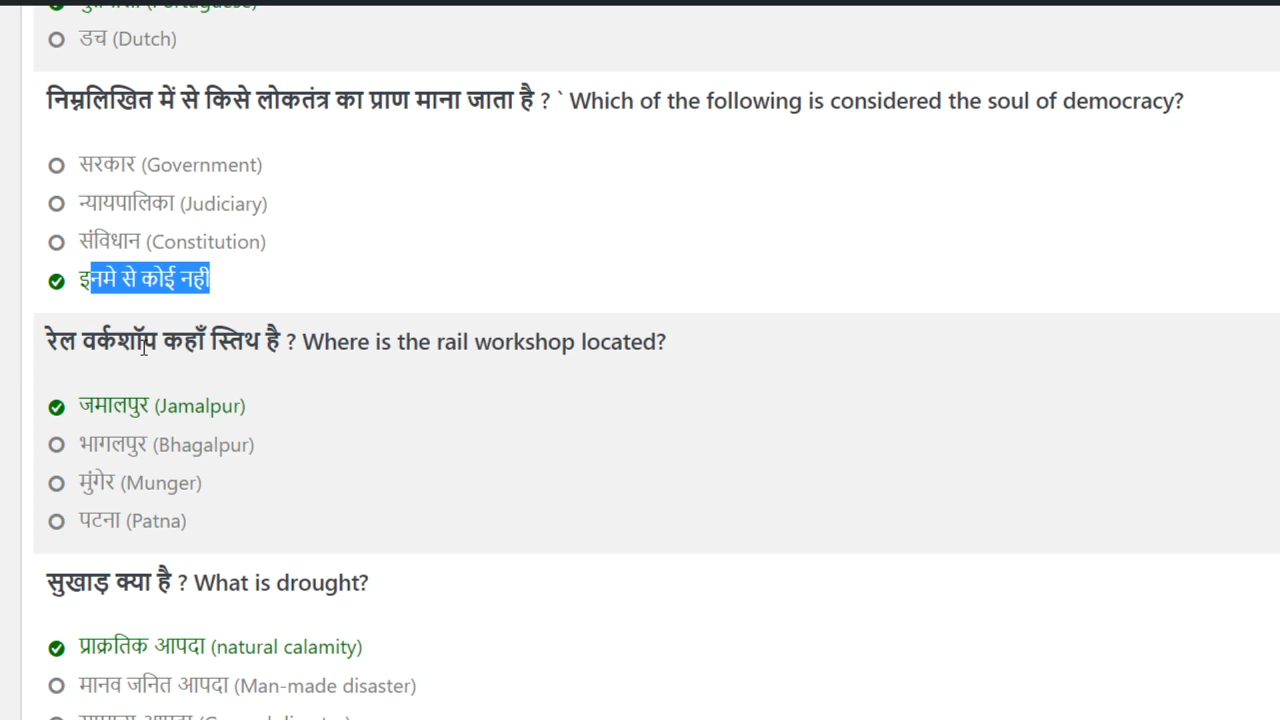 डच (Dutch)
निम्नलिखित में से किसे लोकतंत्र का प्राण माना जाता है ? ` Which of the following is considered the soul of democracy?
सरकार (Government)
न्यायपालिका (Judiciary)
संविधान (Constitution)
इनमे से कोई नही
रेल वर्कशॉप कहाँ स्तिथ है ? Where is the rail workshop located?
जमालपुर (Jamalpur)
भागलपुर (Bhagalpur)
मुंगेर (Munger)
पटना (Patna)
सुखाड़ क्या है ? What is drought?
प्राक्रतिक आपदा (natural calamity)
मानव जनित आपदा (Man-made disaster)